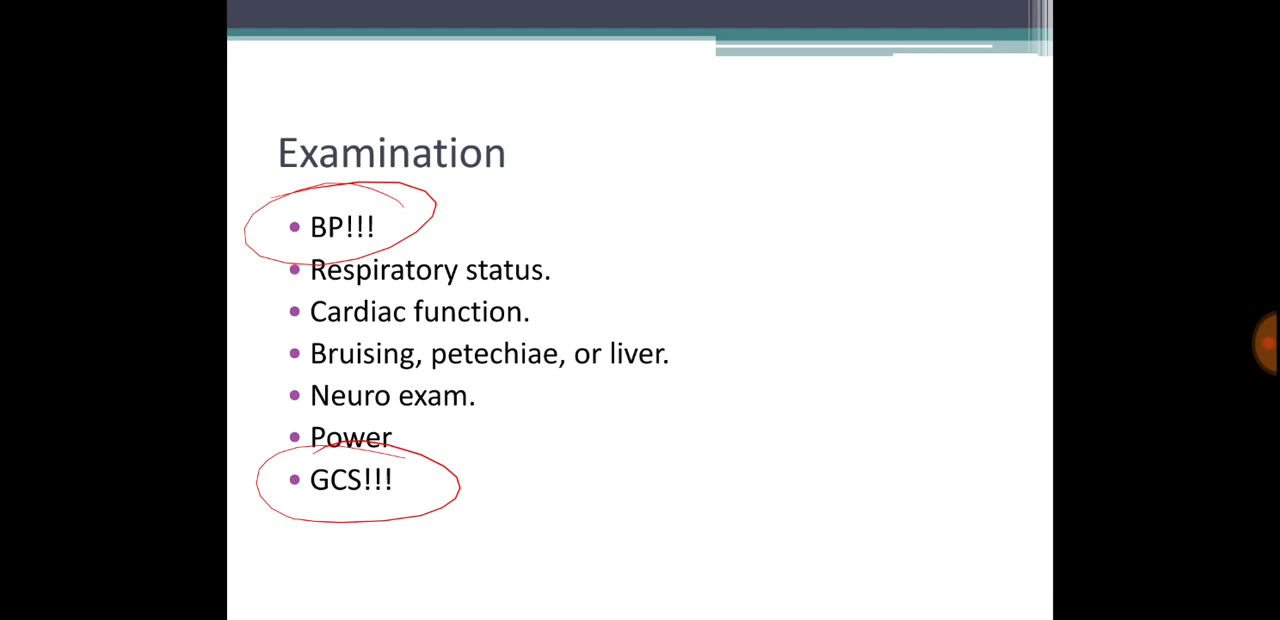 Examination
• BP!!!
• Respiratory status.
• Cardiac function.
• Bruising, petechiae, or liver.
• Neuro exam.
• Power
• GCS!!!